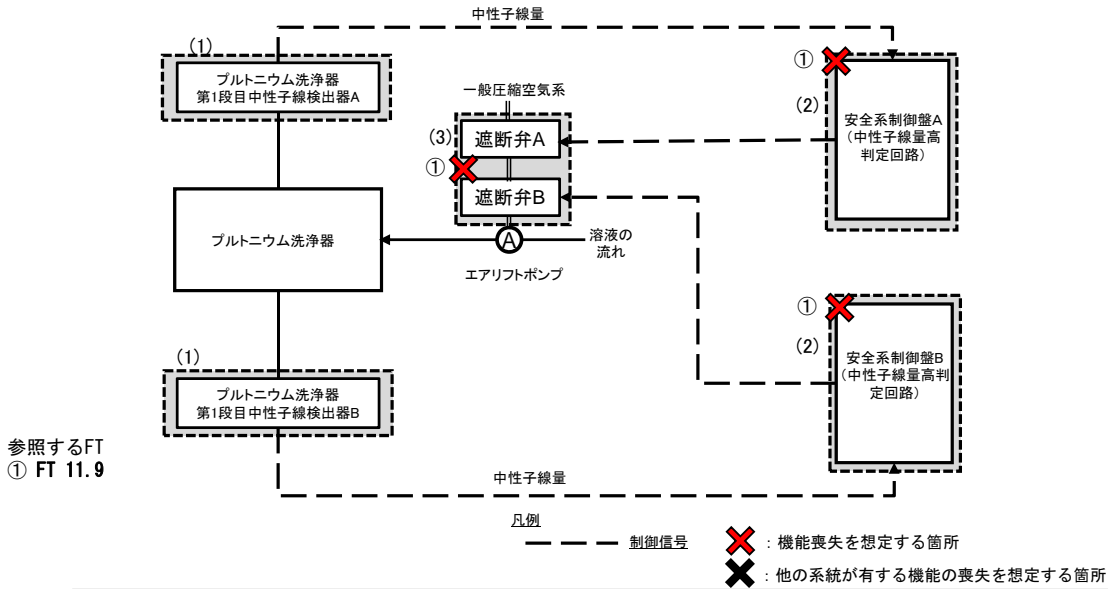 中性子線量
(1)
プルトニウム洗浄器
第1段目中性子線検出器A
一般圧縮空気系
(3)
遮断弁A
①
遮断弁B
①
(2)
安全系制御盤A
(中性子線量高
判定回路)
プルトニウム洗浄器
A
溶液の
流れ
エアリフトポンプ
①
(2)
安全系制御盤B
(中性子線量高判
定回路)
(1)
プルトニウム洗浄器
第1段目中性子線検出器B
参照するFT
① FT 11.9
中性子線量
凡例
制御信号
:機能喪失を想定する箇所
:他の系統が有する機能の喪失を想定する箇所